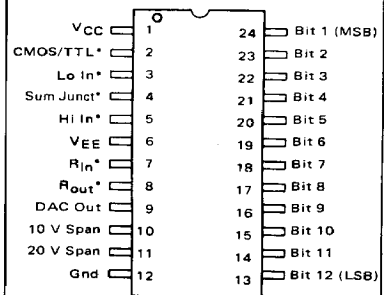 VCC 1 24 Bit 1 (MSB)
CMOS/TTL* 2 23 Bit 2
Lo In* 3 22 Bit 3
Sum Junct* 4 21 Bit 4
Hi In* 5 20 Bit 5
VEE 6 19 Bit 6
Rin* 7 18 Bit 7
Rout* 8 17 Bit 8
DAC Out 9 16 Bit 9
10 V Span 10 15 Bit 10
20 V Span 11 14 Bit 11
Gnd 12 13 Bit 12 (LSB)